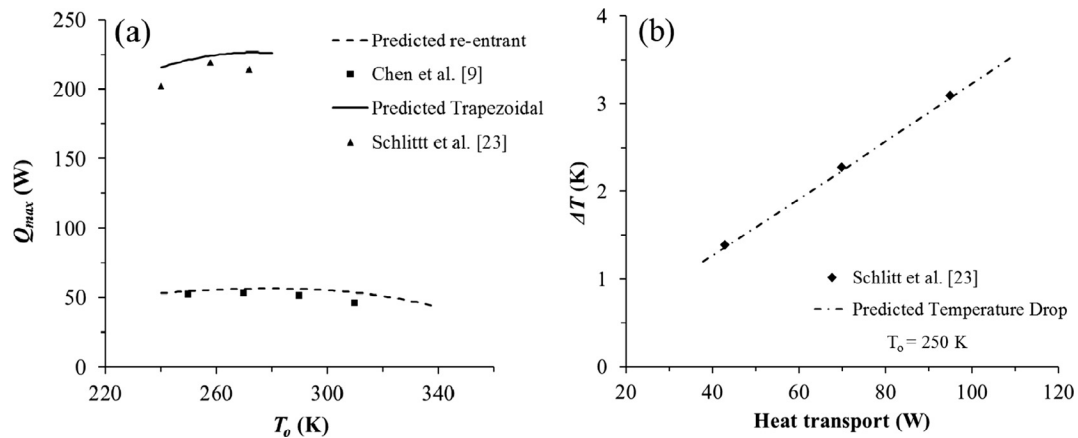 (a)
250
200
150
100
50
0
Qmax (W)
220
260
300
340
To (K)
Predicted re-entrant
Chen et al. [9]
Predicted Trapezoidal
Schlittt et al. [23]
(b)
4
3
2
1
0
ΔT (K)
20
40
60
80
100
120
Heat transport (W)
Schlitt et al. [23]
Predicted Temperature Drop
To = 250 K